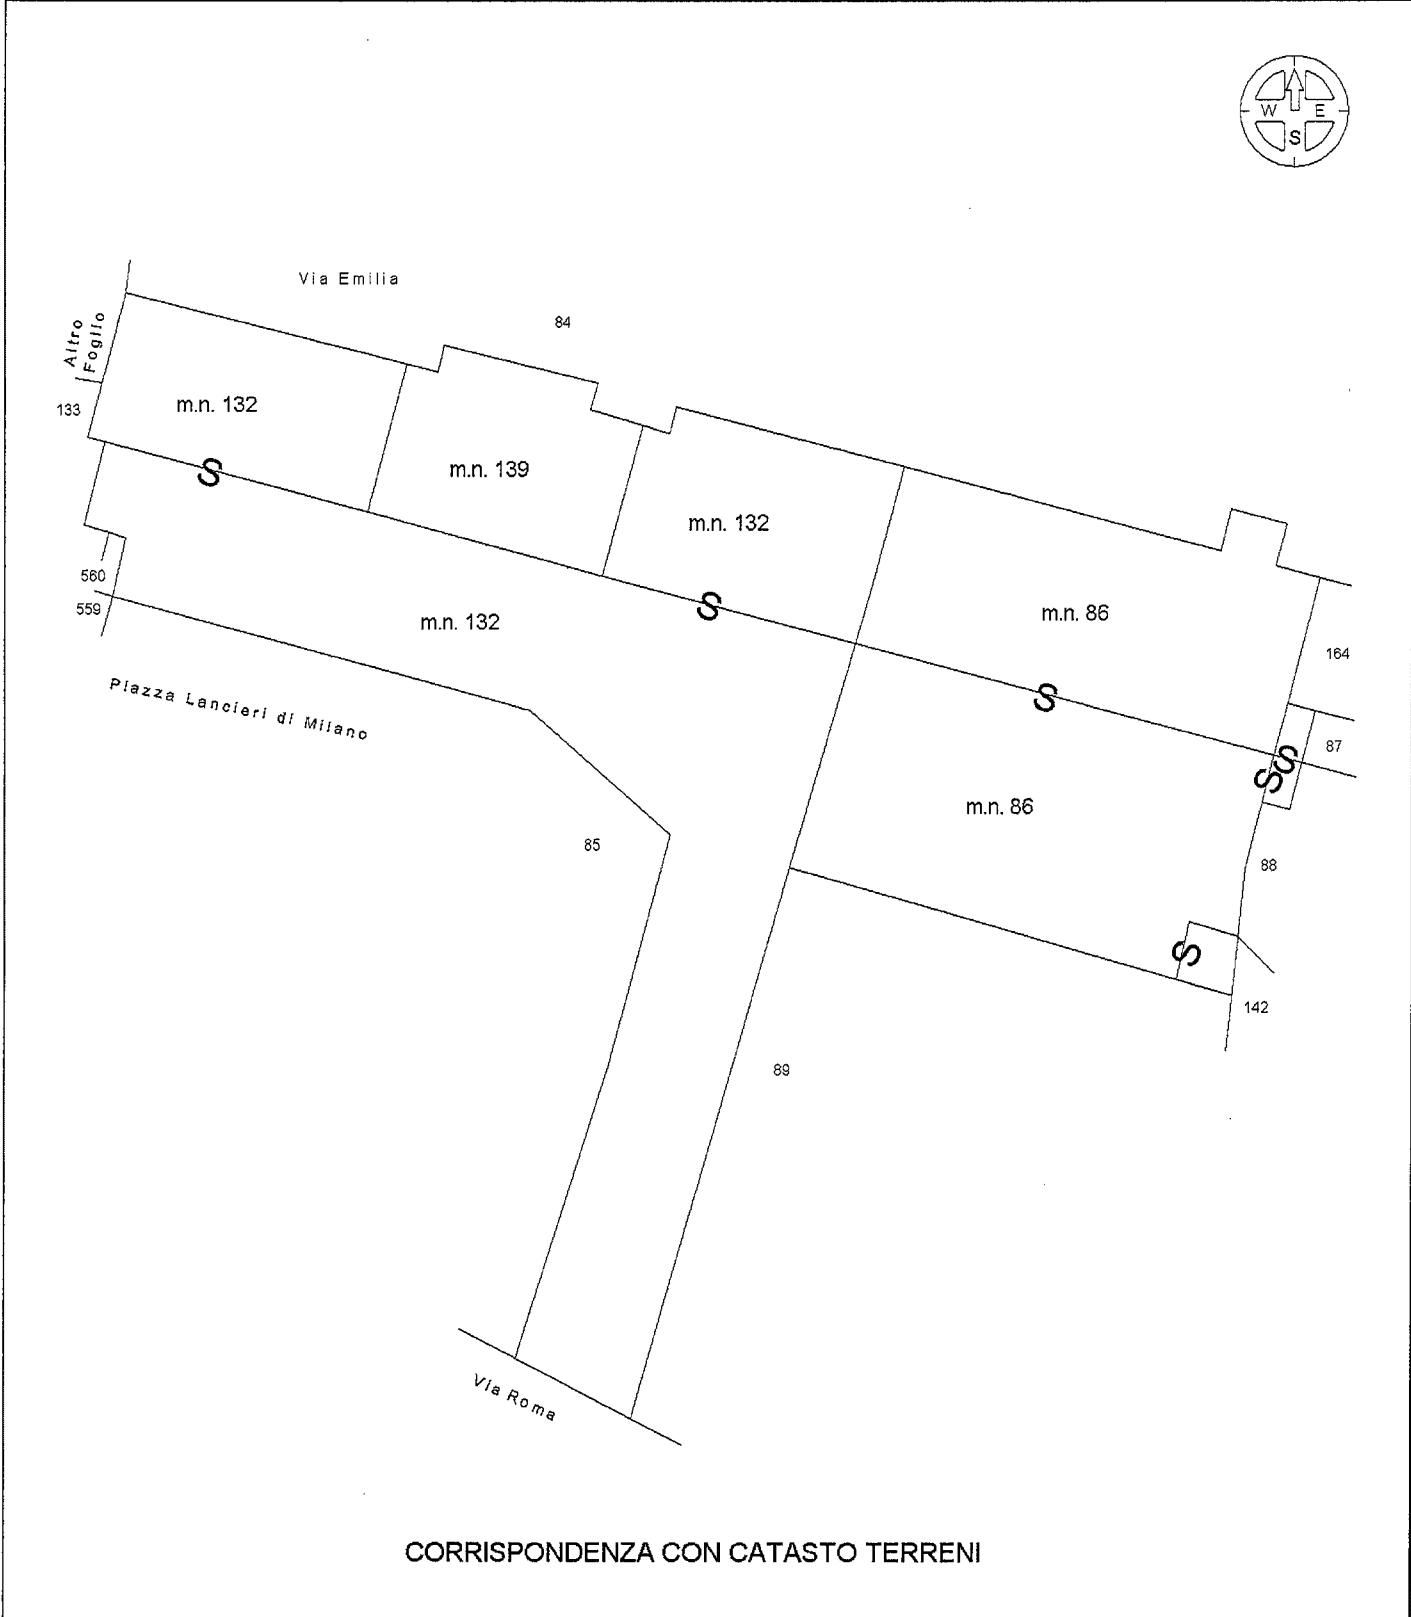 W E
S
Via Emilia
84
Altro
Foglio
m.n. 132
133
m.n. 139
S
m.n. 132
560
559
m.n. 132
S
m.n. 86
164
Piazza Lancieri di Milano
S
87
S
S
m.n. 86
85
88
S
142
89
Via Roma
CORRISPONDENZA CON CATASTO TERRENI